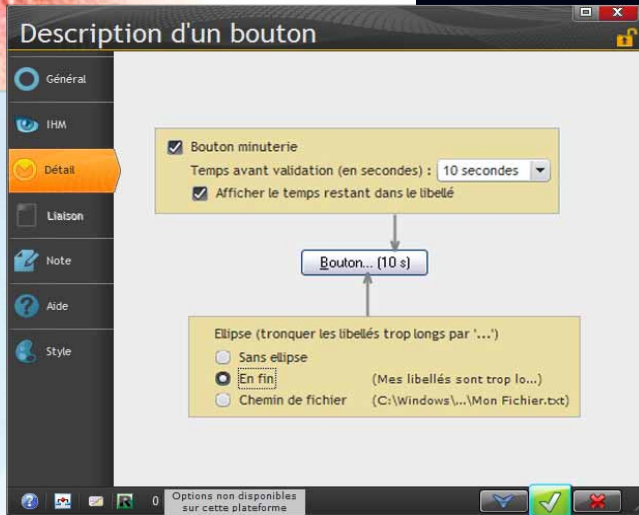 Description d'un bouton
Général
IHM
Détail
Liaison
Note
Aide
Style
Bouton minuterie
Temps avant validation (en secondes) : 10 secondes
Afficher le temps restant dans le libellé
Bouton... (10 s)
Ellipse (tronquer les libellés trop longs par '...')
Sans ellipse
En fin (Mes libellés sont trop lo...)
Chemin de fichier (C:\Windows\...\Mon Fichier.txt)
0 Options non disponibles
sur cette plateforme